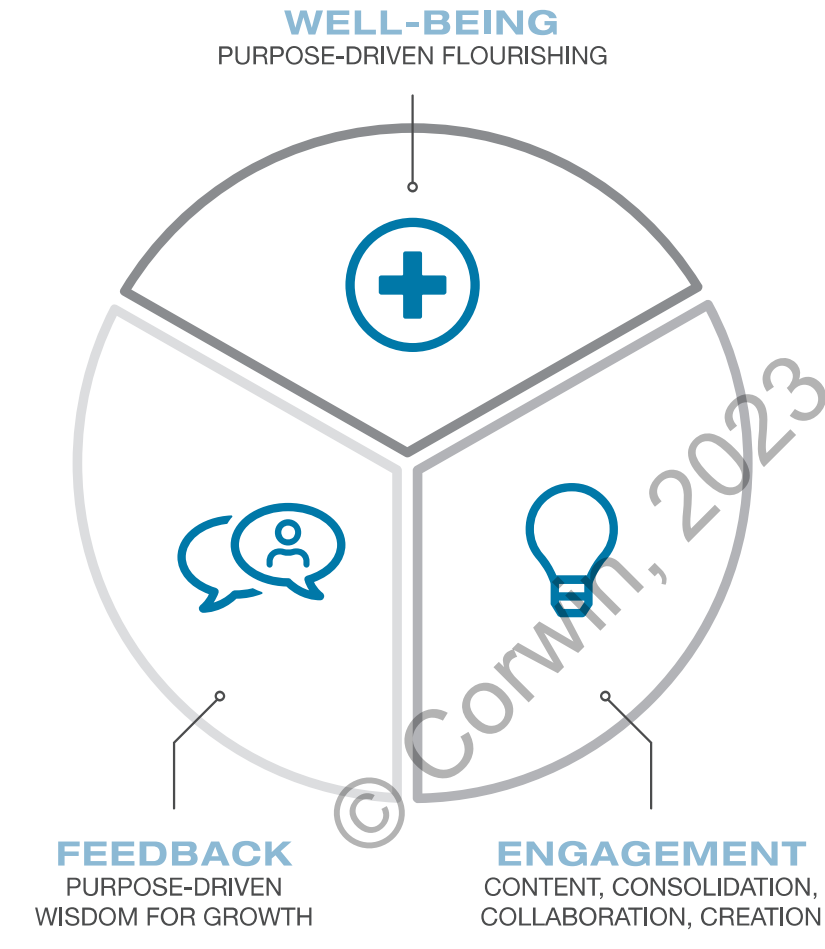 WELL-BEING
PURPOSE-DRIVEN FLOURISHING
© Corwin, 2023
FEEDBACK
PURPOSE-DRIVEN
WISDOM FOR GROWTH
ENGAGEMENT
CONTENT, CONSOLIDATION,
COLLABORATION, CREATION